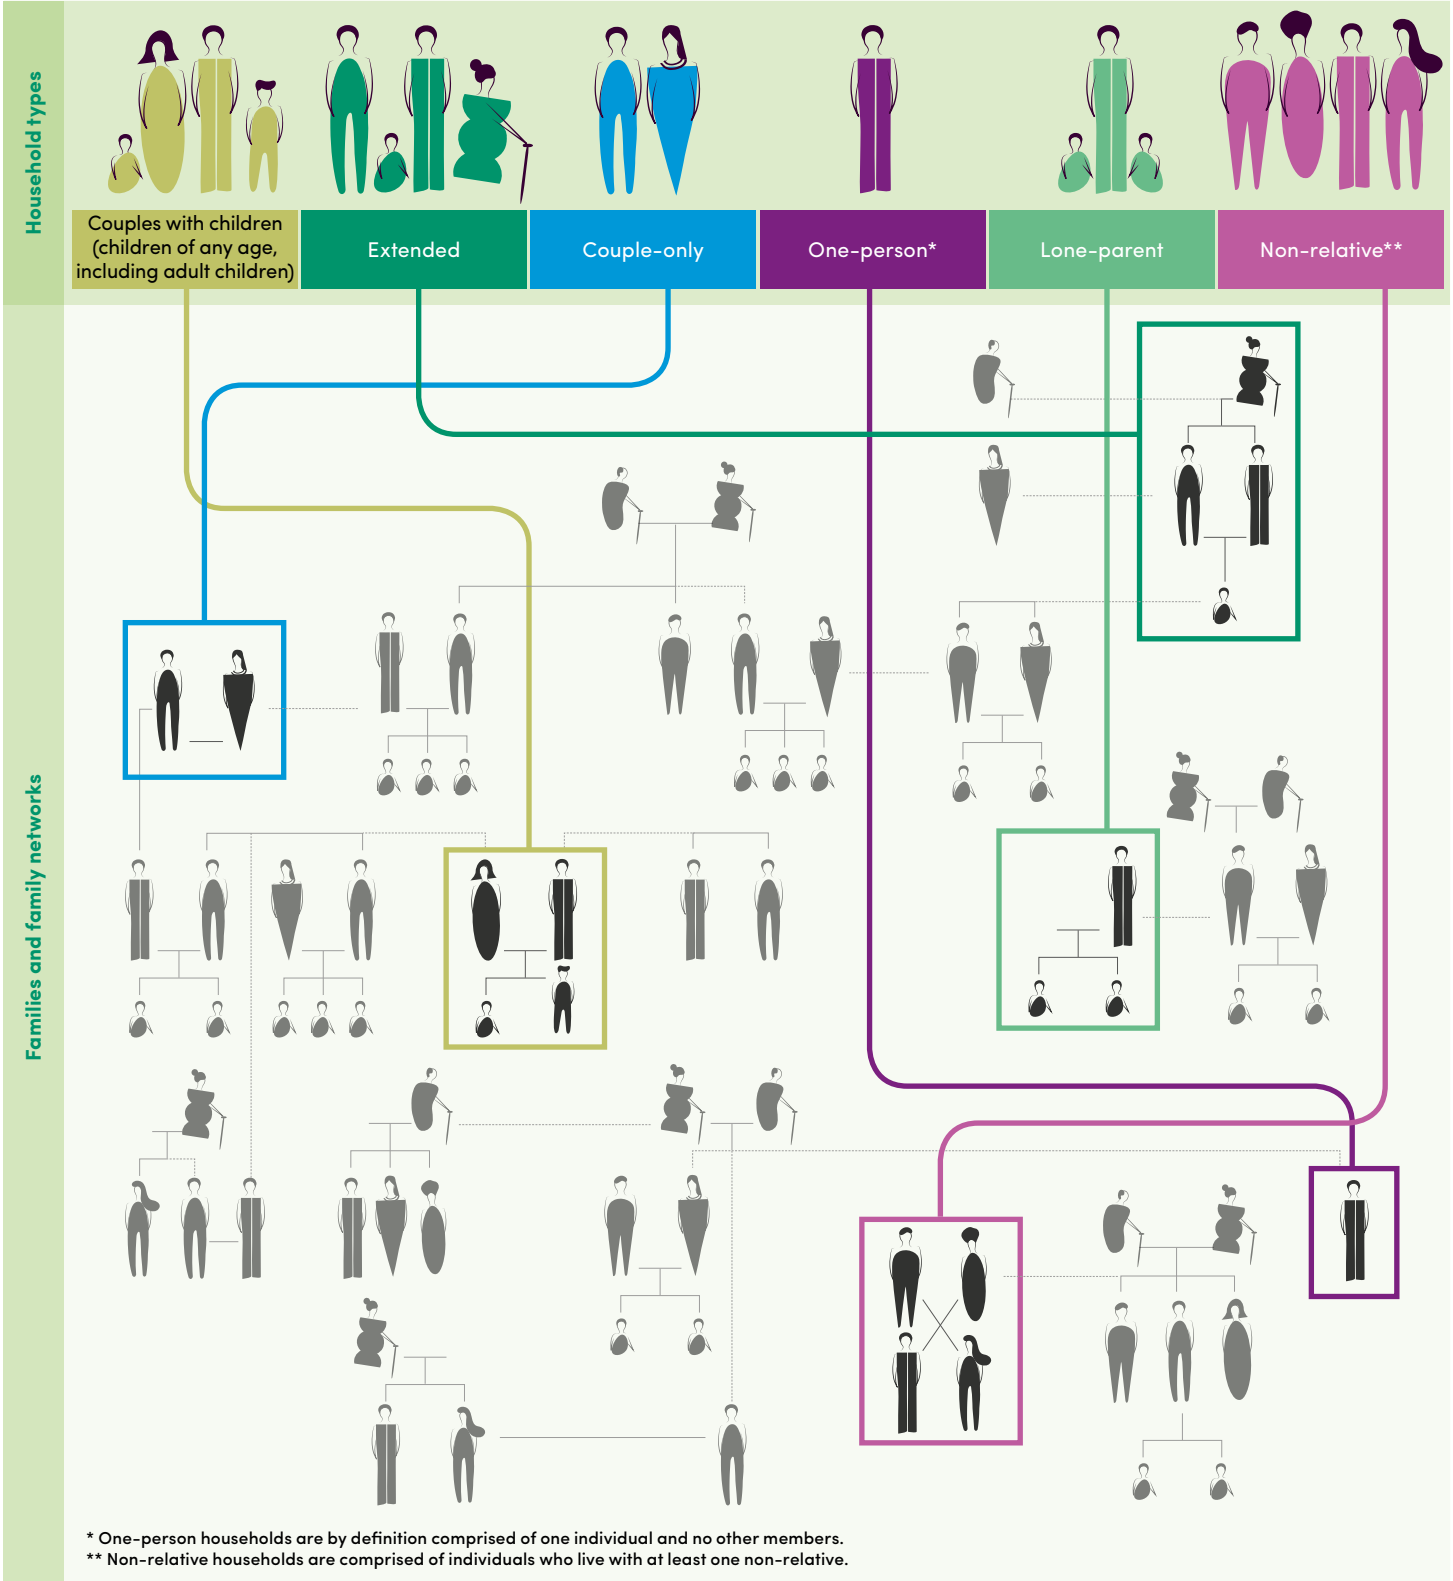 Household types
Couples with children
(children of any age,
including adult children)
Extended
Couple-only
One-person*
Lone-parent
Non-relative**
Families and family networks
* One-person households are by definition comprised of one individual and no other members.
** Non-relative households are comprised of individuals who live with at least one non-relative.